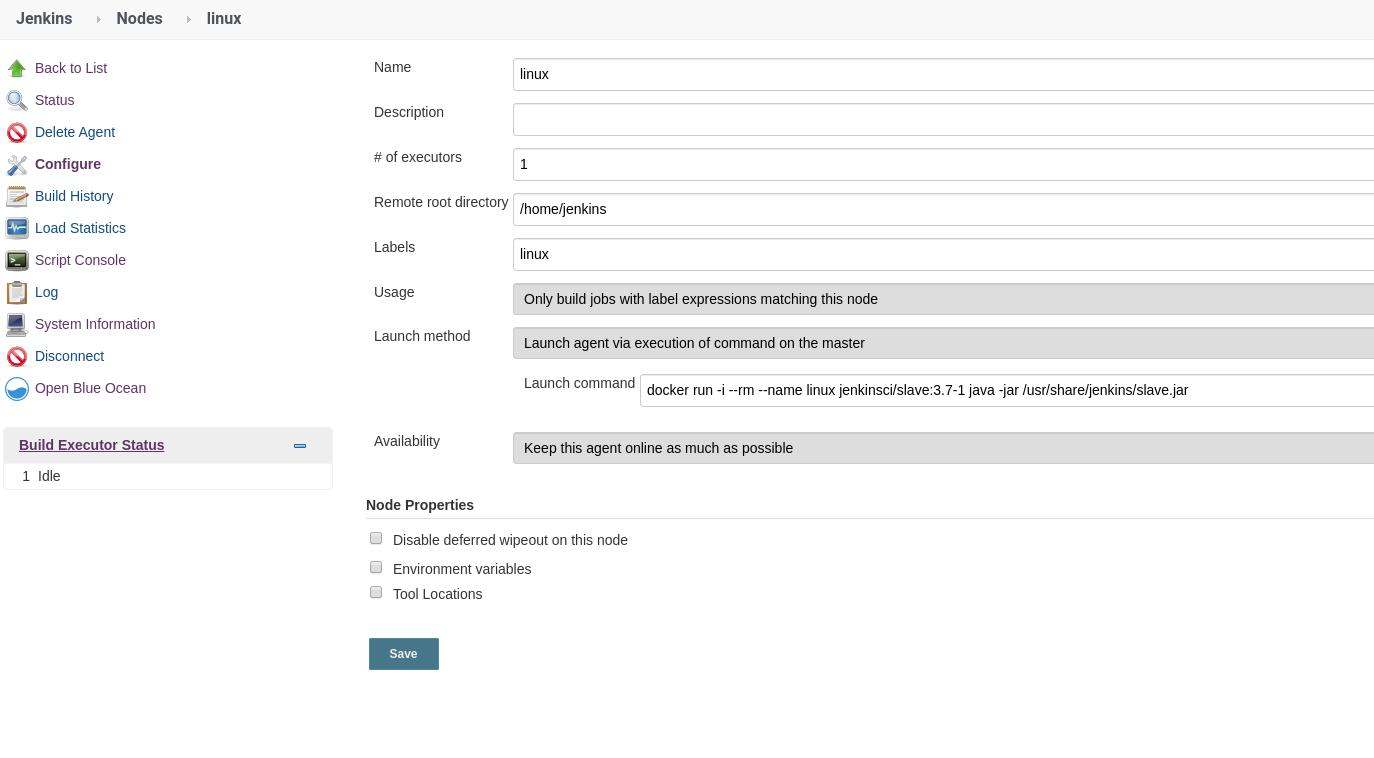 Jenkins Nodes linux
Back to List
Status
Delete Agent
Configure
Build History
Load Statistics
Script Console
Log
System Information
Disconnect
Open Blue Ocean
Build Executor Status
1 Idle
Name linux
Description
# of executors 1
Remote root directory /home/jenkins
Labels linux
Usage Only build jobs with label expressions matching this node
Launch method Launch agent via execution of command on the master
Launch command docker run -i --rm --name linux jenkinsci/slave:3.7-1 java -jar /usr/share/jenkins/slave.jar
Availability Keep this agent online as much as possible
Node Properties
Disable deferred wipeout on this node
Environment variables
Tool Locations
Save